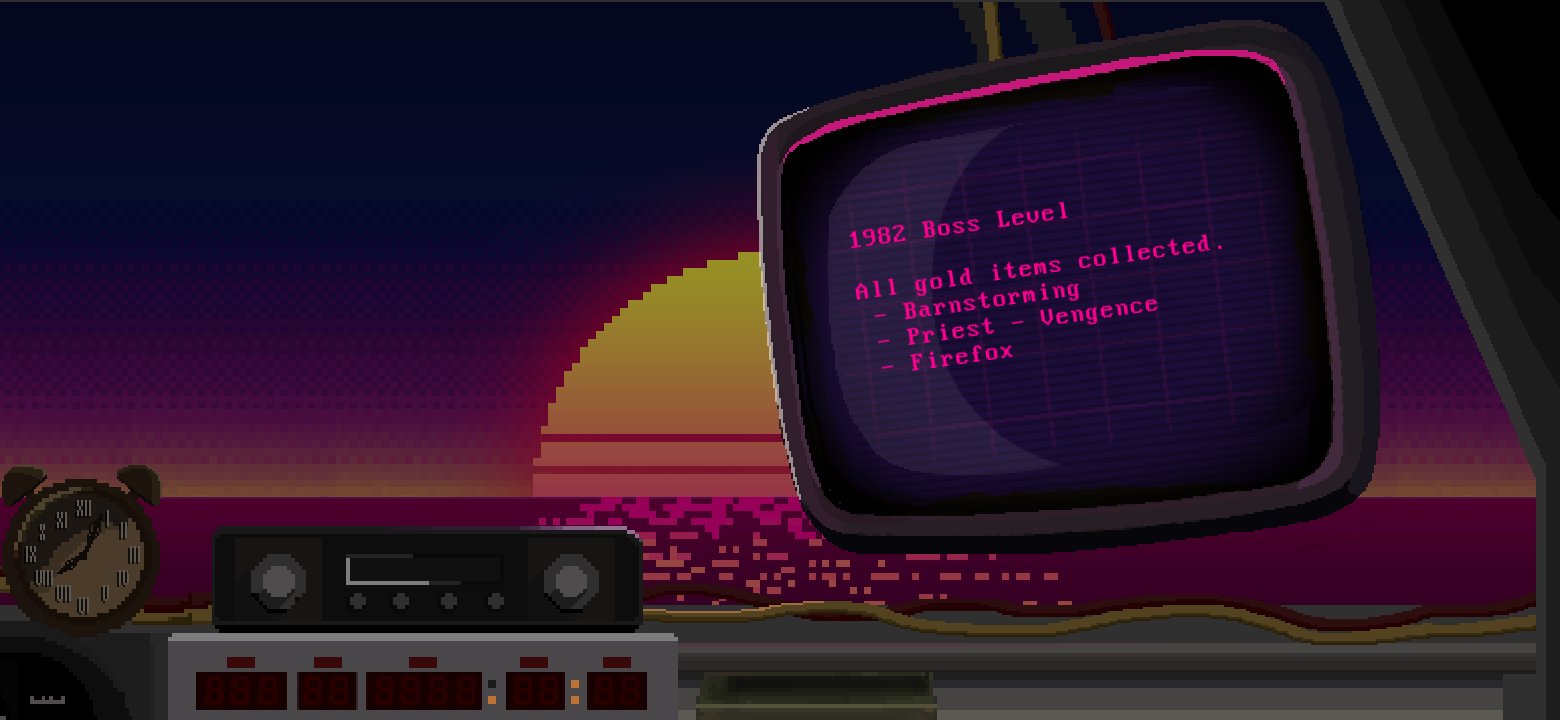 1982 Boss Level
All gold items collected.
- Barnstorming
- Priest - Vengence
- Firefox